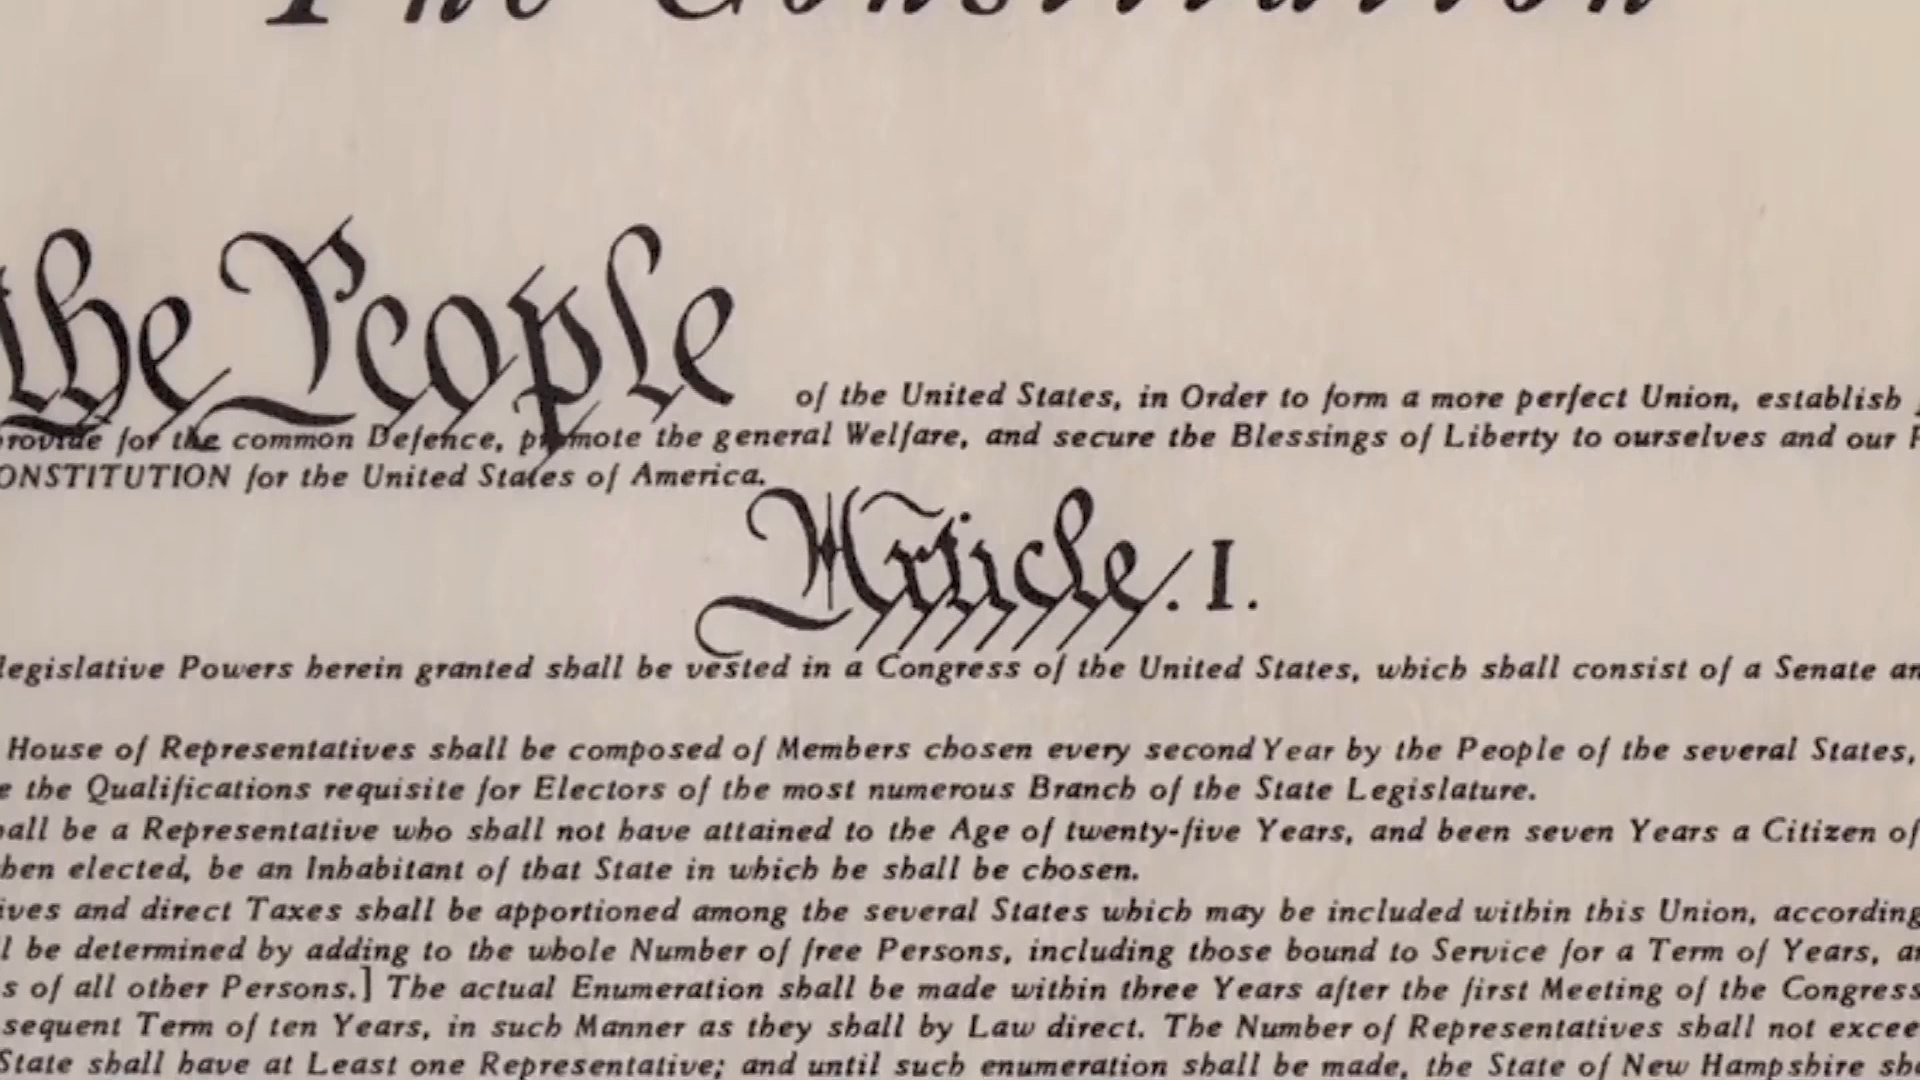 The Constitution
the People
of the United States, in Order to form a more perfect Union, establish
provide for the common Defence, promote the general Welfare, and secure the Blessings of Liberty to ourselves and our P
ONSTITUTION for the United States of America.
Article. I.
legislative Powers herein granted shall be vested in a Congress of the United States, which shall consist of a Senate an
House of Representatives shall be composed of Members chosen every second Year by the People of the several States,
e the Qualifications requisite for Electors of the most numerous Branch of the State Legislature.
hall be a Representative who shall not have attained to the Age of twenty-five Years, and been seven Years a Citizen of
hen elected, be an Inhabitant of that State in which he shall be chosen.
ives and direct Taxes shall be apportioned among the several States which may be included within this Union, according
ll be determined by adding to the whole Number of free Persons, including those bound to Service for a Term of Years, an
s of all other Persons.] The actual Enumeration shall be made within three Years after the first Meeting of the Congress
sequent Term of ten Years, in such Manner as they shall by Law direct. The Number of Representatives shall not excee
State shall have at Least one Representative; and until such enumeration shall be made, the State of New Hampshire sha